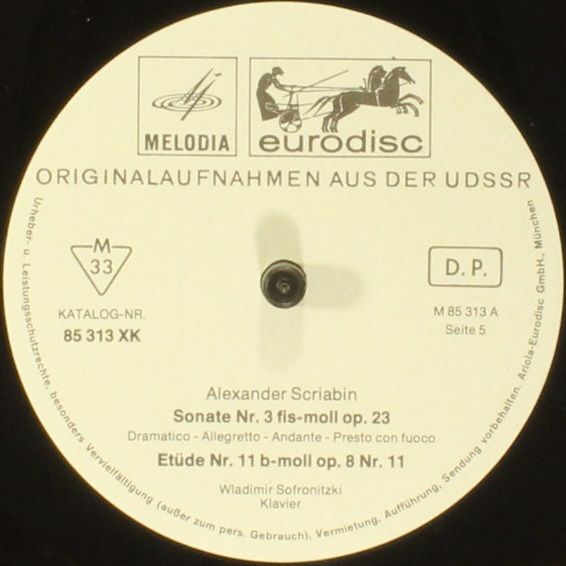 MELODIA
eurodisc
ORIGINALAUFNAHMEN AUS DER UDSSR
M
33
D.P.
KATALOG-NR.
85 313 XK
M 85 313 A
Seite 5
Alexander Scriabin
Sonate Nr. 3 fis-moll op. 23
Dramatico - Allegretto - Andante - Presto con fuoco
Etüde Nr. 11 b-moll op. 8 Nr. 11
Wladimir Sofronitzki
Klavier
Urheber- u. Leistungsschutzrechte, besonders Vervielfältigung (außer zum pers. Gebrauch), Vermietung, Aufführung, Sendung vorbehalten. Ariola-Eurodisc GmbH., München